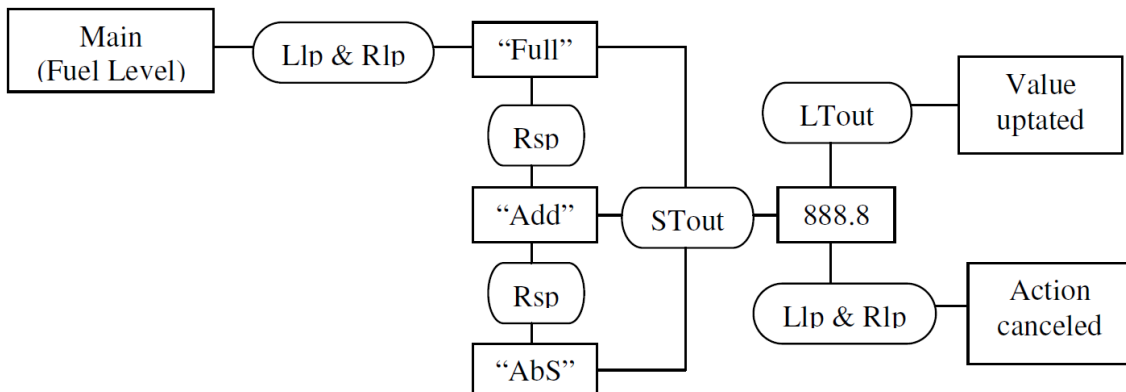 Main
(Fuel Level)
Llp & Rlp
“Full”
Rsp
“Add”
Rsp
“AbS”
STout
888.8
LTout
Value
uptated
Llp & Rlp
Action
canceled